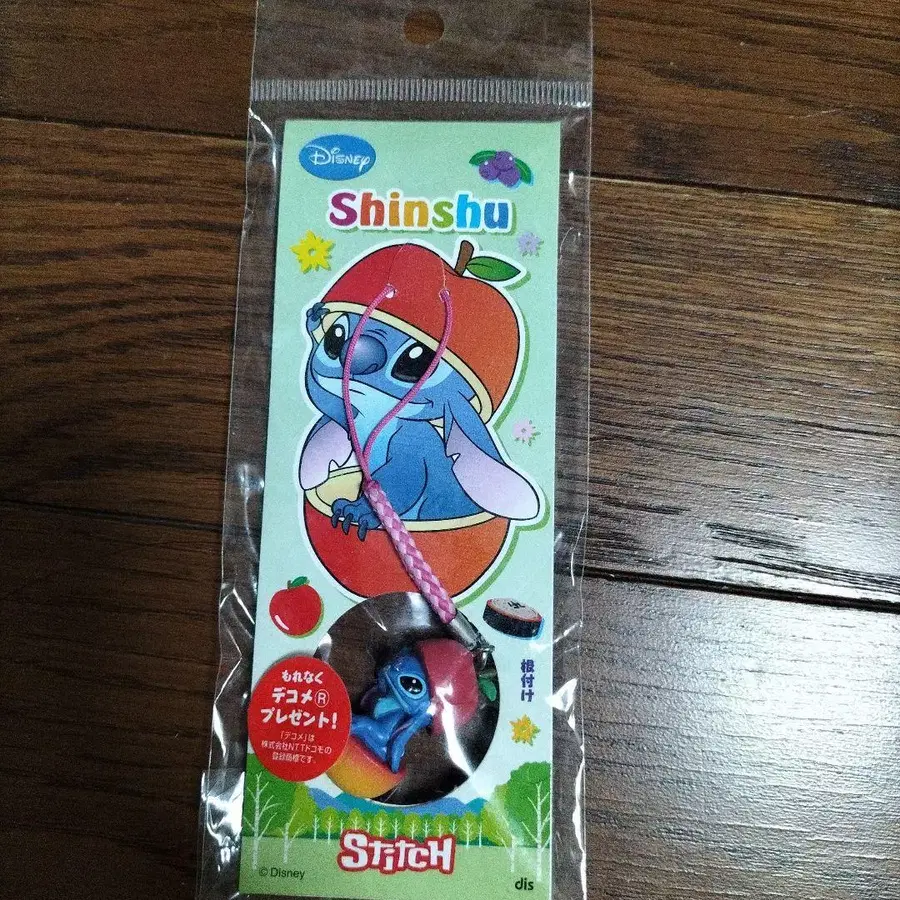 Disney
Shinshu
根付け
もれなく
デコメ®
プレゼント!
「デコメ」は
株式会社NTTドコモの
登録商標です
Stitch
© Disney
dis